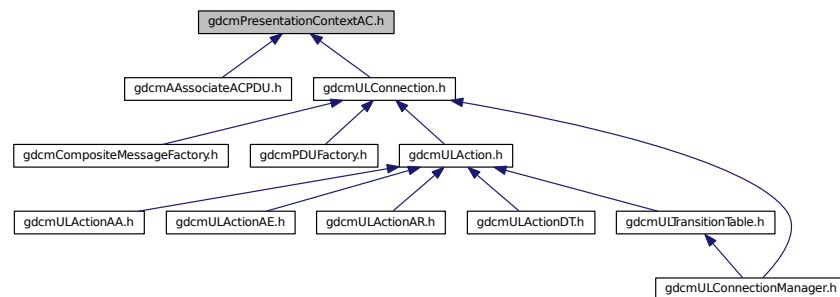 gdcmPresentationContextAC.h
gdcmAAssociateACPDU.h
gdcmULConnection.h
gdcmCompositeMessageFactory.h
gdcmPDUFactory.h
gdcmULAction.h
gdcmULActionAA.h
gdcmULActionAE.h
gdcmULActionAR.h
gdcmULActionDT.h
gdcmULTransitionTable.h
gdcmULConnectionManager.h